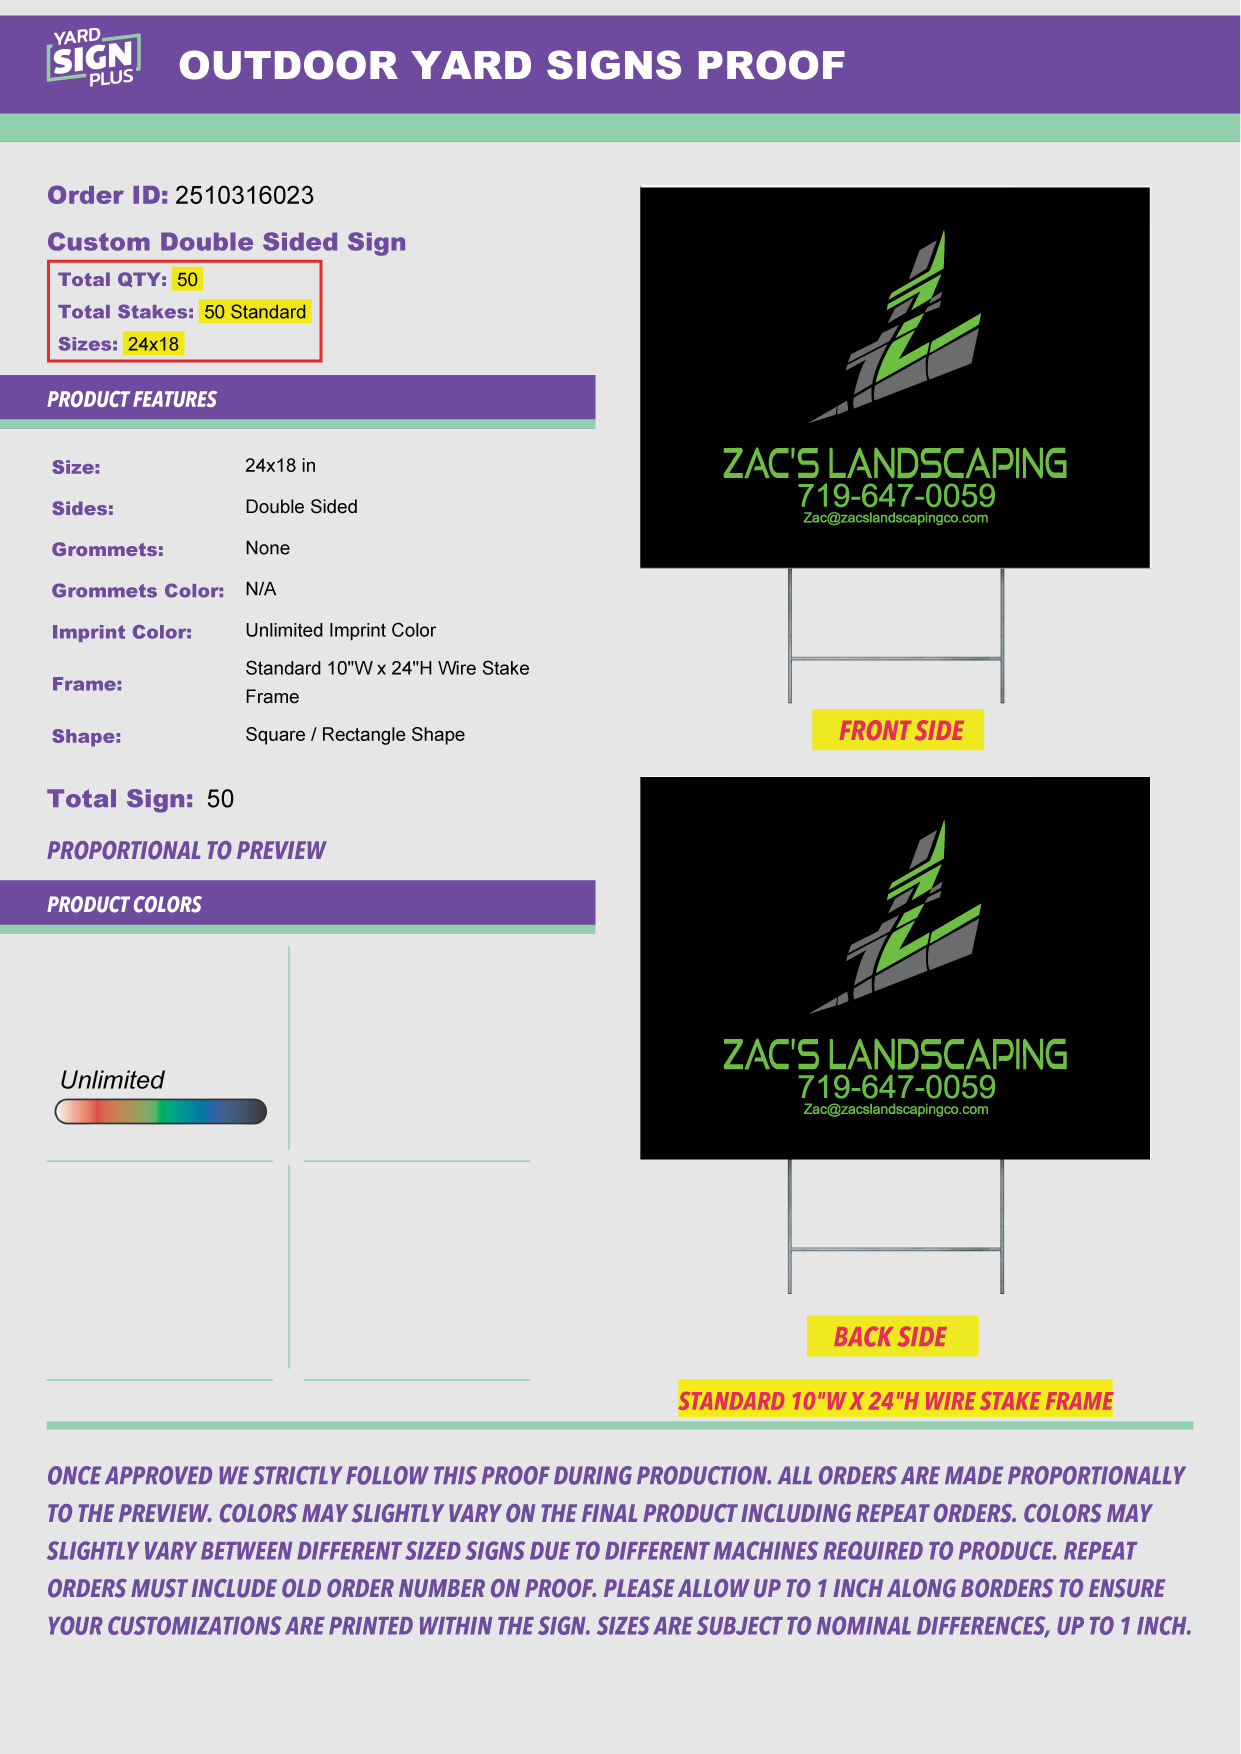 YARD
SIGN
PLUS
OUTDOOR YARD SIGNS PROOF
Order ID: 2510316023
Custom Double Sided Sign
Total QTY: 50
Total Stakes: 50 Standard
Sizes: 24x18
PRODUCT FEATURES
Size: 24x18 in
Sides: Double Sided
Grommets: None
Grommets Color: N/A
Imprint Color: Unlimited Imprint Color
Frame: Standard 10"W x 24"H Wire Stake
Frame
Shape: Square / Rectangle Shape
Total Sign: 50
PROPORTIONAL TO PREVIEW
PRODUCT COLORS
Unlimited
ZAC'S LANDSCAPING
719-647-0059
Zac@zacslandscapingco.com
FRONT SIDE
ZAC'S LANDSCAPING
719-647-0059
Zac@zacslandscapingco.com
BACK SIDE
STANDARD 10"W X 24"H WIRE STAKE FRAME
ONCE APPROVED WE STRICTLY FOLLOW THIS PROOF DURING PRODUCTION. ALL ORDERS ARE MADE PROPORTIONALLY
TO THE PREVIEW. COLORS MAY SLIGHTLY VARY ON THE FINAL PRODUCT INCLUDING REPEAT ORDERS. COLORS MAY
SLIGHTLY VARY BETWEEN DIFFERENT SIZED SIGNS DUE TO DIFFERENT MACHINES REQUIRED TO PRODUCE. REPEAT
ORDERS MUST INCLUDE OLD ORDER NUMBER ON PROOF. PLEASE ALLOW UP TO 1 INCH ALONG BORDERS TO ENSURE
YOUR CUSTOMIZATIONS ARE PRINTED WITHIN THE SIGN. SIZES ARE SUBJECT TO NOMINAL DIFFERENCES, UP TO 1 INCH.